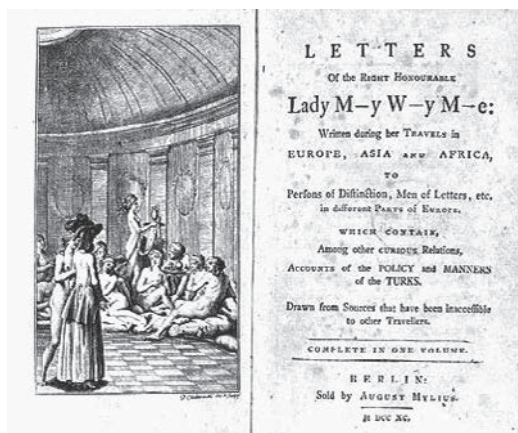 LETTERS
Of the RIGHT HONOURABLE
Lady M-y W-y M-e:
Written during her TRAVELS in
EUROPE, ASIA AND AFRICA,
TO
Perſons of Diſtinction, Men of Letters, etc.
in different PARTS of EUROPE.
WHICH CONTAIN,
Among other CURIOUS Relations,
ACCOUNTS of the POLICY and MANNERS
of the TURKS.
Drawn from Sources that have been inacceſſible
to other Travellers.
COMPLETE IN ONE VOLUME.
BERLIN:
Sold by AUGUST MYLIUS.
M DCC XC.